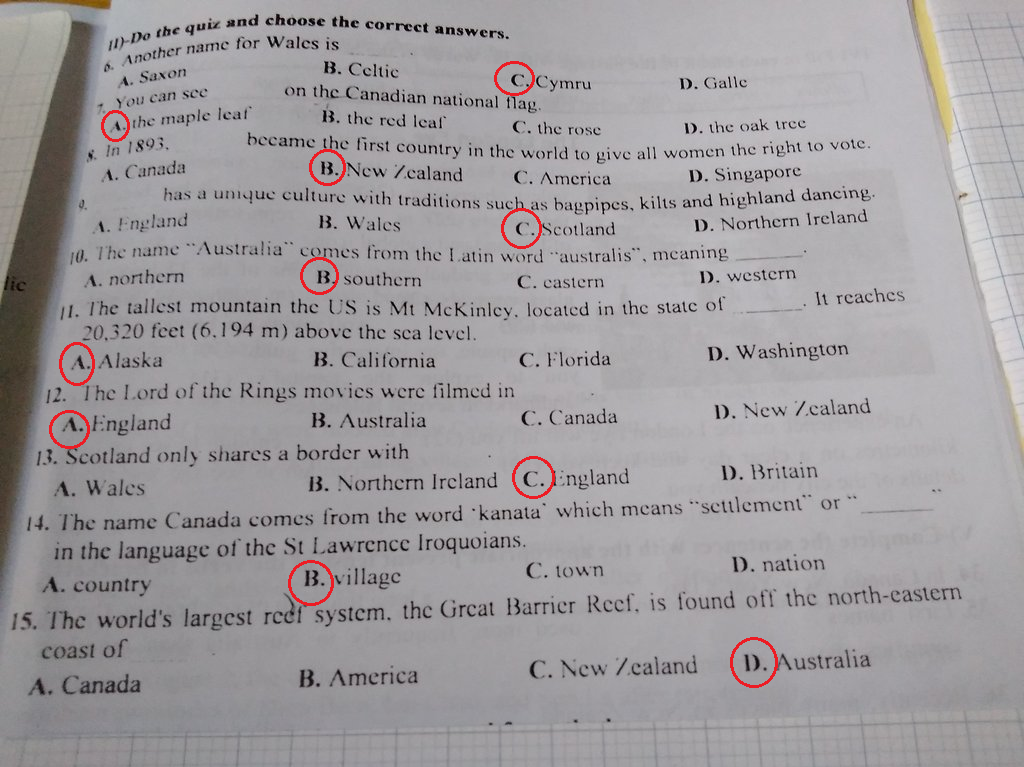 II)-Do the quiz and choose the correct answers.
6. Another name for Wales is
A. Saxon B. Celtic C. Cymru D. Galle
7. You can see ______ on the Canadian national flag.
A. the maple leaf B. the red leaf C. the rose D. the oak tree
8. In 1893, ______ became the first country in the world to give all women the right to vote.
A. Canada B. New Zealand C. America D. Singapore
9. ______ has a unique culture with traditions such as bagpipes, kilts and highland dancing.
A. England B. Wales C. Scotland D. Northern Ireland
10. The name "Australia" comes from the Latin word "australis", meaning ______.
A. northern B. southern C. eastern D. western
11. The tallest mountain the US is Mt McKinley, located in the state of ______. It reaches
20,320 feet (6,194 m) above the sea level.
A. Alaska B. California C. Florida D. Washington
12. The Lord of the Rings movies were filmed in
A. England B. Australia C. Canada D. New Zealand
13. Scotland only shares a border with
A. Wales B. Northern Ireland C. England D. Britain
14. The name Canada comes from the word 'kanata' which means "settlement" or "______"
in the language of the St Lawrence Iroquoians.
A. country B. village C. town D. nation
15. The world's largest reef system, the Great Barrier Reef, is found off the north-eastern
coast of
A. Canada B. America C. New Zealand D. Australia